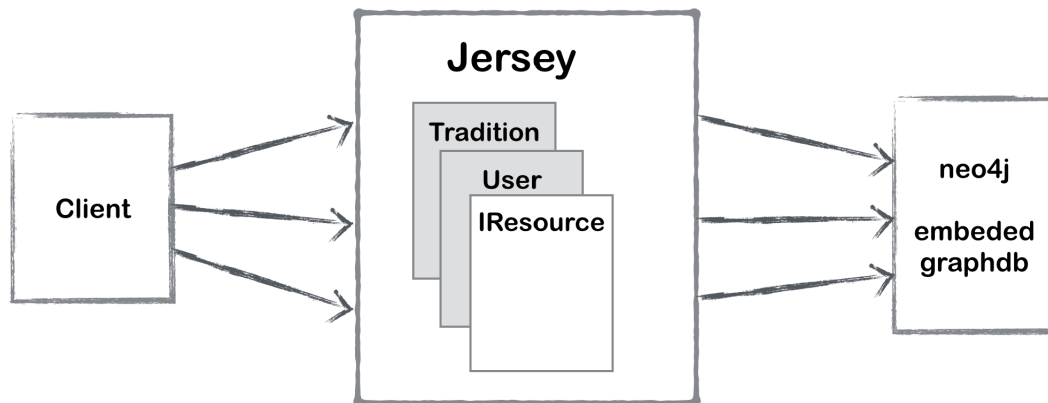 Jersey
Tradition
User
IResource
Client
neo4j
embeded
graphdb